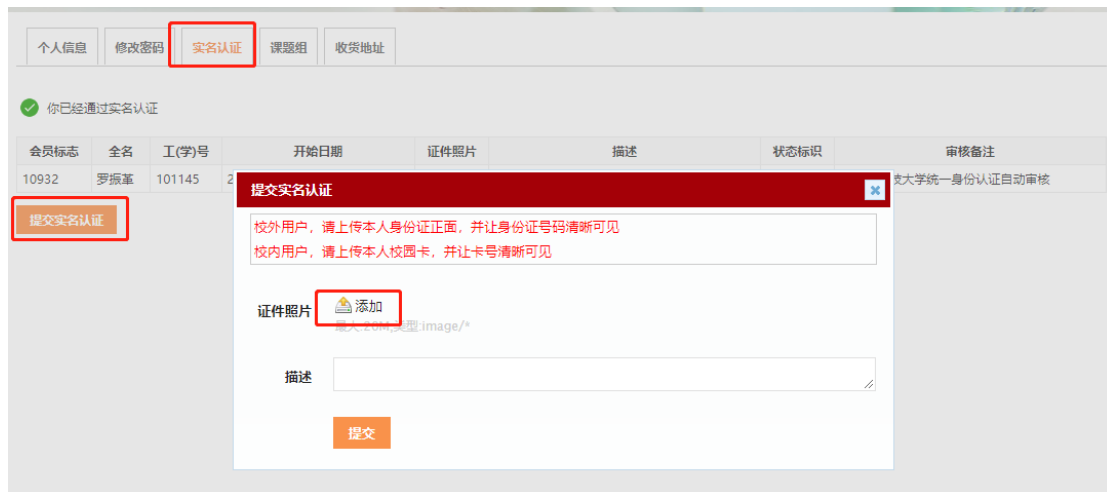 个人信息 修改密码 实名认证 课题组 收货地址
你已经通过实名认证
会员标志 全名 工(学)号 开始日期 证件照片 描述 状态标识 审核备注
10932 罗振革 101145 2 技大学统一身份认证自动审核
提交实名认证
提交实名认证
校外用户，请上传本人身份证正面，并让身份证号码清晰可见
校内用户，请上传本人校园卡，并让卡号清晰可见
证件照片 添加
最大:20M,类型:image/*
描述
提交